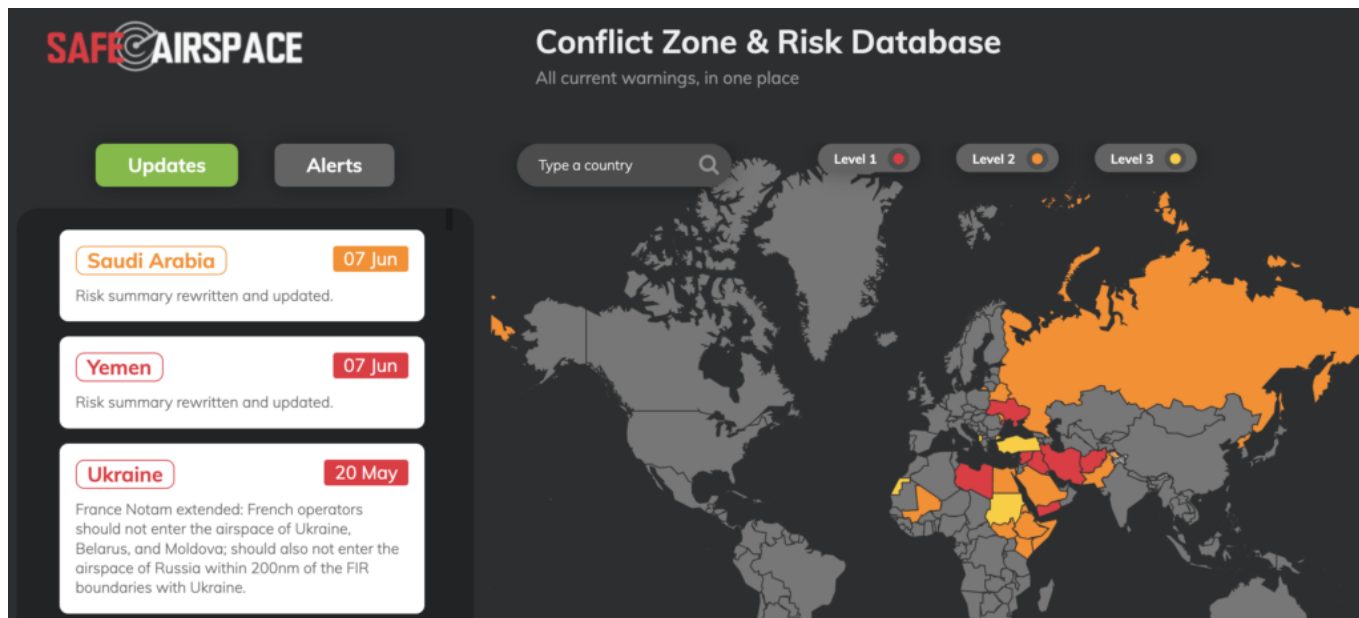 SAFE AIRSPACE
Conflict Zone & Risk Database
All current warnings, in one place
Updates
Alerts
Type a country
Level 1
Level 2
Level 3
Saudi Arabia
07 Jun
Risk summary rewritten and updated.
Yemen
07 Jun
Risk summary rewritten and updated.
Ukraine
20 May
France Notam extended: French operators
should not enter the airspace of Ukraine,
Belarus, and Moldova; should also not enter the
airspace of Russia within 200nm of the FIR
boundaries with Ukraine.